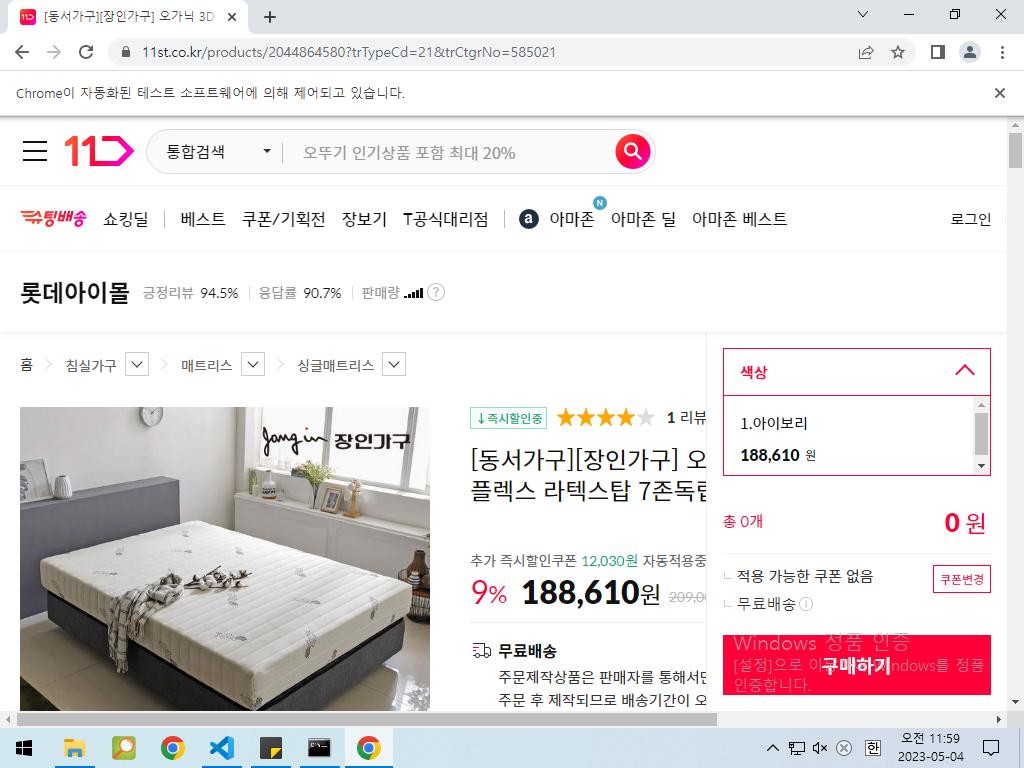 [동서가구][장인가구] 오가닉 3D
11st.co.kr/products/2044864580?trTypeCd=21&trCtgrNo=585021
Chrome이 자동화된 테스트 소프트웨어에 의해 제어되고 있습니다.
통합검색 오뚜기 인기상품 포함 최대 20%
슈팅배송 쇼킹딜 베스트 쿠폰/기획전 장보기 T공식대리점 a 아마존 N 아마존 딜 아마존 베스트 로그인
롯데아이몰 긍정리뷰 94.5% 응답률 90.7% 판매량 ?
홈 침실가구 매트리스 싱글매트리스
색상
jang in 장인가구
↓즉시할인중 1 리뷰
1.아이보리
188,610 원
[동서가구][장인가구] 오
플렉스 라텍스탑 7존독립
총 0개 0 원
추가 즉시할인쿠폰 12,030원 자동적용중
9% 188,610원 209,0
적용 가능한 쿠폰 없음 쿠폰변경
무료배송
무료배송
주문제작상품은 판매자를 통해서만
주문 후 제작되므로 배송기간이 오
구매하기
Windows 정품 인증
[설정]으로 이동하여 Windows를 정품
인증합니다.
한 오전 11:59
2023-05-04